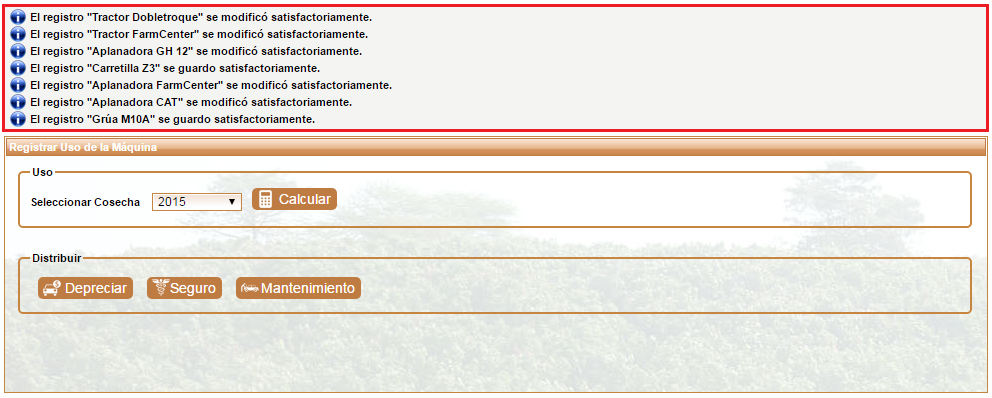 El registro "Tractor Dobletroque" se modificó satisfactoriamente.
El registro "Tractor FarmCenter" se modificó satisfactoriamente.
El registro "Aplanadora GH 12" se modificó satisfactoriamente.
El registro "Carretilla Z3" se guardo satisfactoriamente.
El registro "Aplanadora FarmCenter" se modificó satisfactoriamente.
El registro "Aplanadora CAT" se modificó satisfactoriamente.
El registro "Grúa M10A" se guardo satisfactoriamente.
Registrar Uso de la Máquina
Uso
Seleccionar Cosecha 2015 Calcular
Distribuir
Depreciar Seguro Mantenimiento